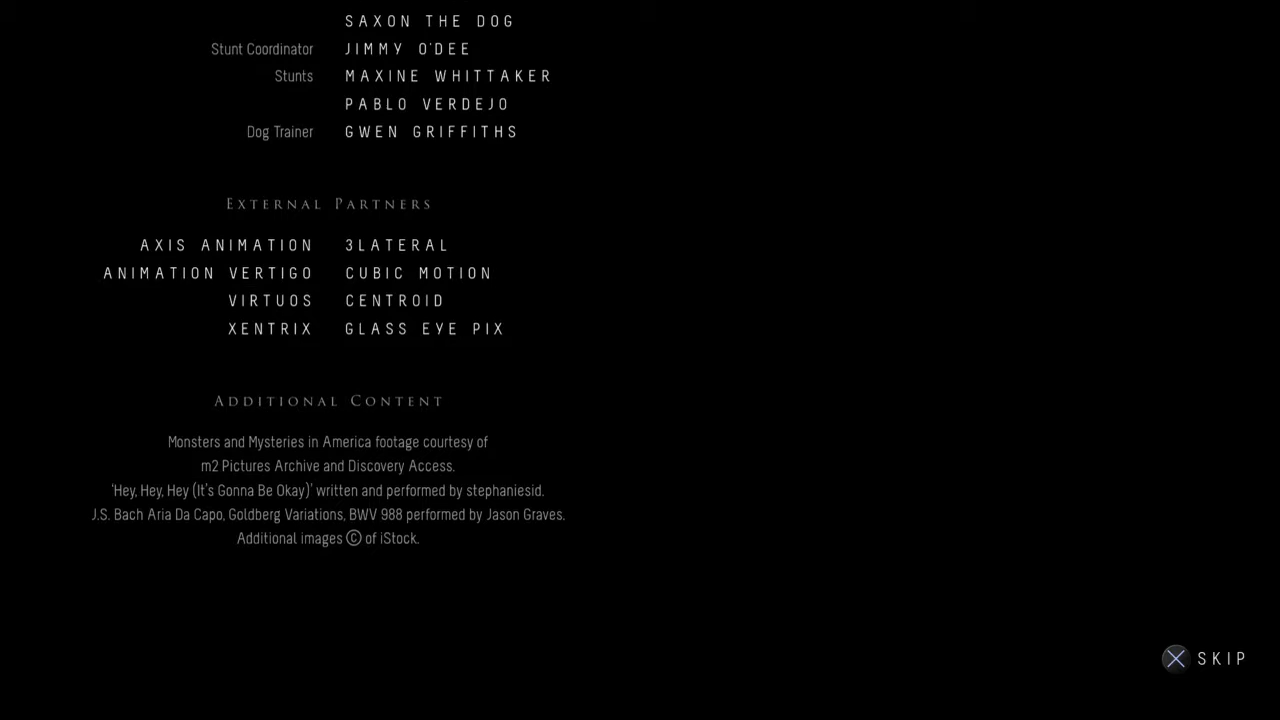 SAXON THE DOG
Stunt Coordinator JIMMY O'DEE
Stunts MAXINE WHITTAKER
PABLO VERDEJO
Dog Trainer GWEN GRIFFITHS
EXTERNAL PARTNERS
AXIS ANIMATION 3LATERAL
ANIMATION VERTIGO CUBIC MOTION
VIRTUOS CENTROID
XENTRIX GLASS EYE PIX
ADDITIONAL CONTENT
Monsters and Mysteries in America footage courtesy of
m2 Pictures Archive and Discovery Access.
'Hey, Hey, Hey (It's Gonna Be Okay)' written and performed by stephaniesid.
J.S. Bach Aria Da Capo, Goldberg Variations, BWV 988 performed by Jason Graves.
Additional images © of iStock.
SKIP